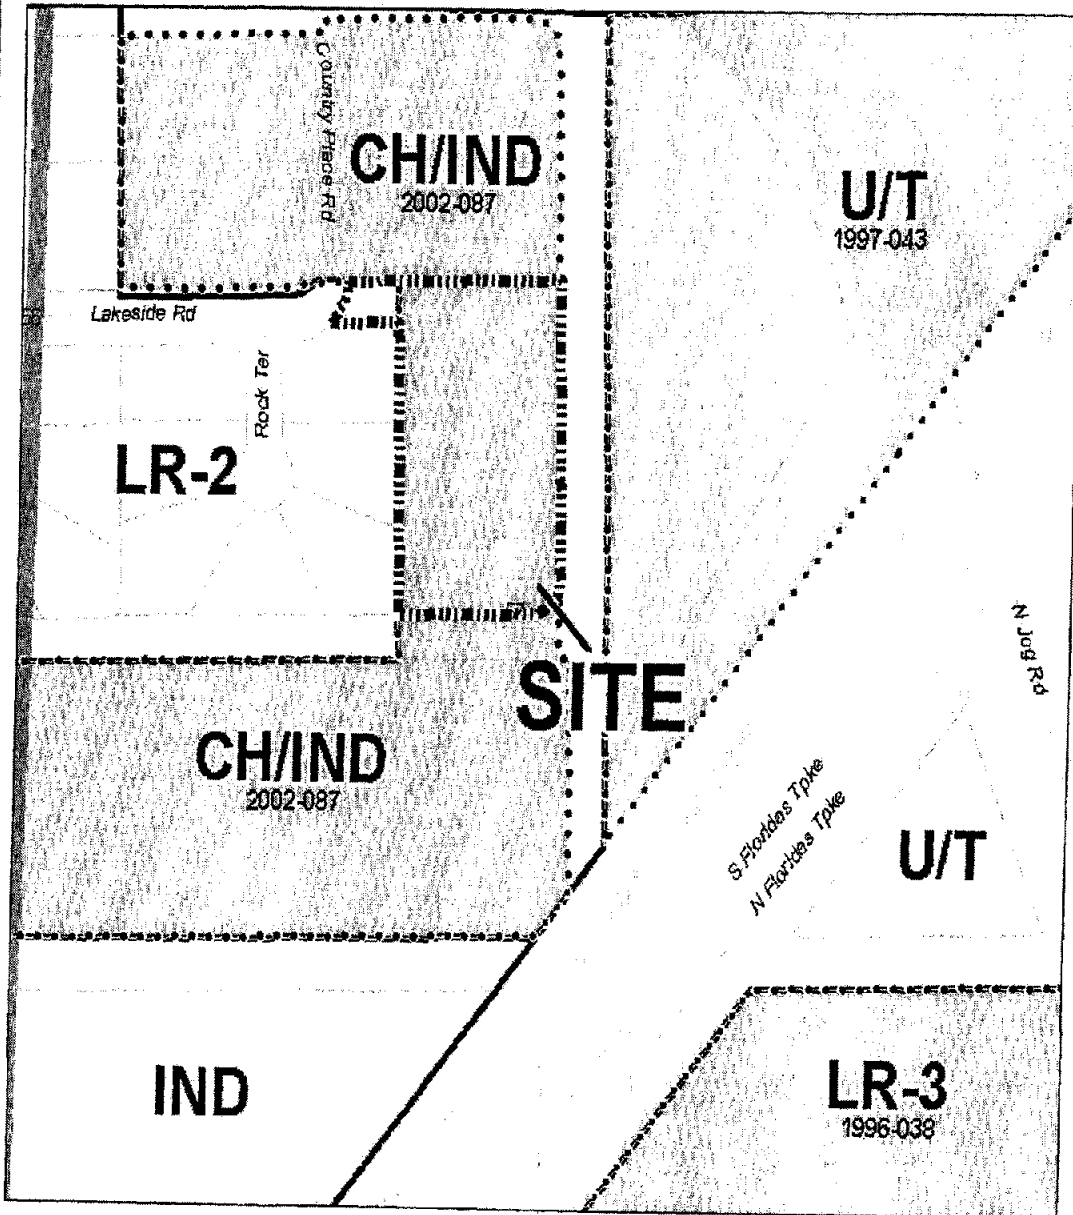 Country Place Rd
CH/IND
2002-087
U/T
1997-043
Lakeside Rd
Rock Ter
LR-2
N Jog Rd
SITE
CH/IND
2002-087
S Floridas Tpke
N Floridas Tpke
U/T
IND
LR-3
1996-038